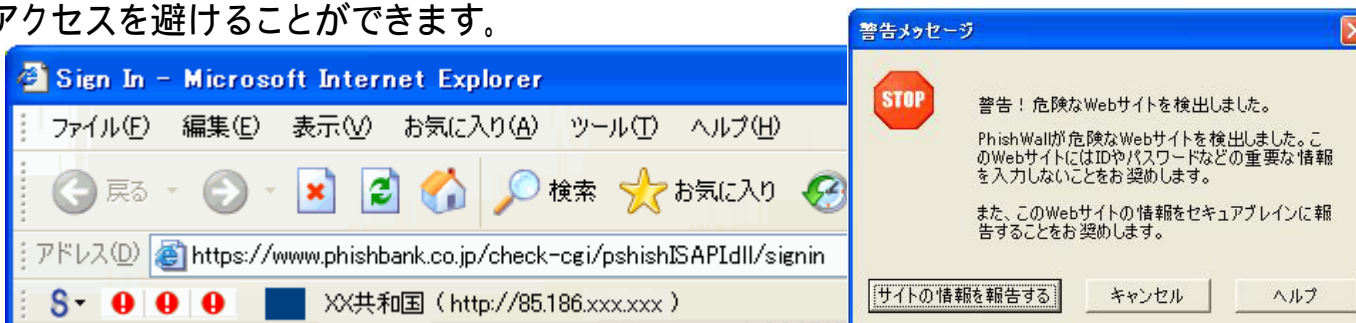 アクセスを避けることができます。
Sign In - Microsoft Internet Explorer
ファイル(F) 編集(E) 表示(V) お気に入り(A) ツール(T) ヘルプ(H)
戻る 検索 お気に入り
アドレス(D) https://www.phishbank.co.jp/check-cgi/pshishISAPIdll/signin
S XX共和国（http://85.186.xxx.xxx）
警告メッセージ
STOP
警告！危険なWebサイトを検出しました。
PhishWallが危険なWebサイトを検出しました。こ
のWebサイトにはIDやパスワードなどの重要な情報
を入力しないことをお奨めします。
また、このWebサイトの情報をセキュアブレインに報
告することをお奨めします。
サイトの情報を報告する キャンセル ヘルプ